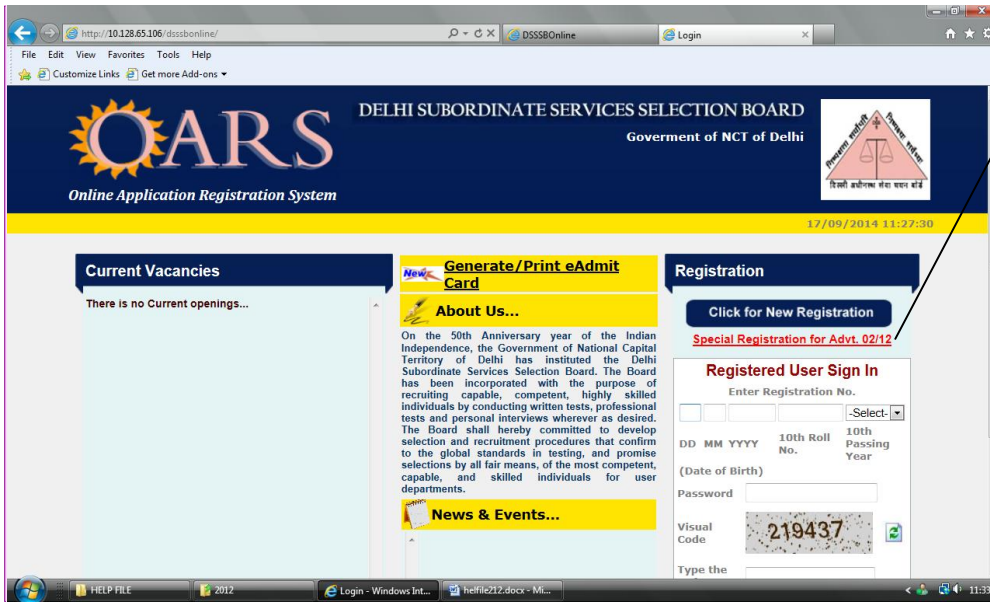 http://10.128.65.106/dsssbonline/
DSSSBOnline
Login
File Edit View Favorites Tools Help
Customize Links Get more Add-ons
OARS
Online Application Registration System
DELHI SUBORDINATE SERVICES SELECTION BOARD
Goverment of NCT of Delhi
दिल्ली अधीनस्थ सेवा चयन बोर्ड
17/09/2014 11:27:30
Current Vacancies
There is no Current openings...
New Generate/Print eAdmit
Card
About Us...
On the 50th Anniversary year of the Indian
Independence, the Government of National Capital
Territory of Delhi has instituted the Delhi
Subordinate Services Selection Board. The Board
has been incorporated with the purpose of
recruiting capable, competent, highly skilled
individuals by conducting written tests, professional
tests and personal interviews wherever as desired.
The Board shall hereby committed to develop
selection and recruitment procedures that confirm
to the global standards in testing, and promise
selections by all fair means, of the most competent,
capable, and skilled individuals for user
departments.
News & Events...
Registration
Click for New Registration
Special Registration for Advt. 02/12
Registered User Sign In
Enter Registration No.
-Select-
DD MM YYYY 10th Roll No. 10th Passing Year
(Date of Birth)
Password
Visual Code 219437
Type the
HELP FILE
2012
Login - Windows Int...
helfile212.docx - Mi...
11:33